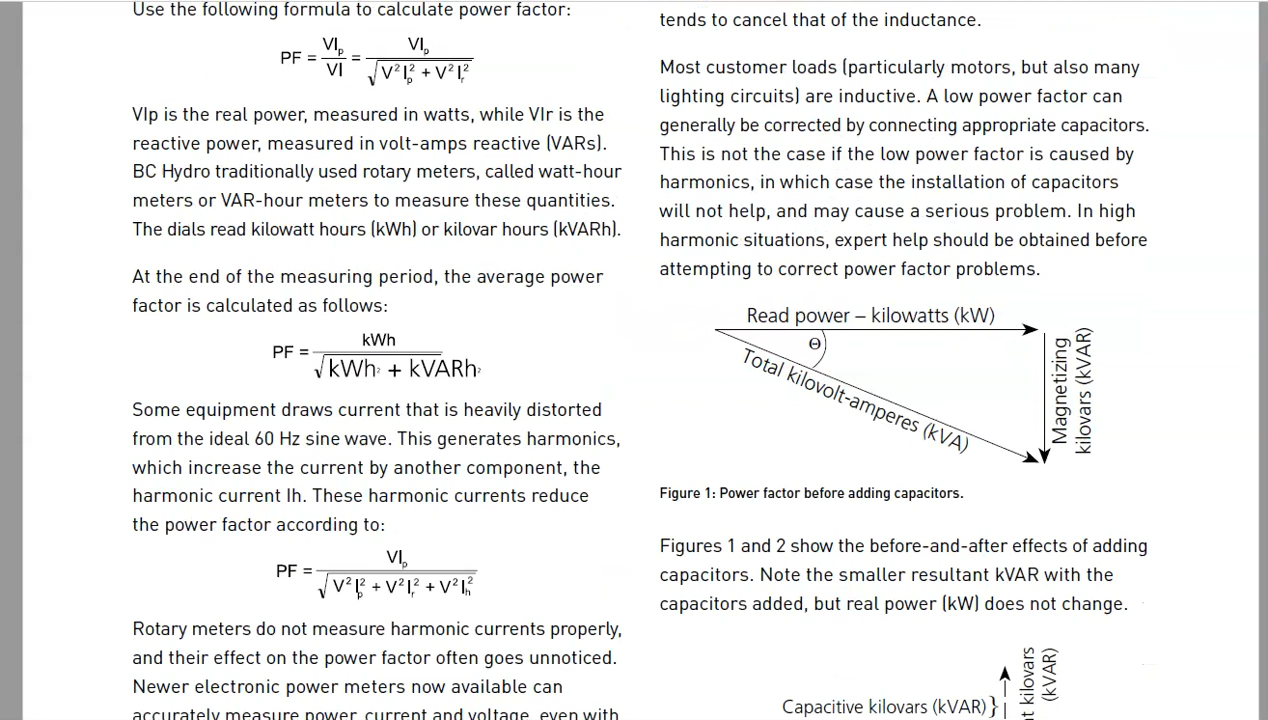 Use the following formula to calculate power factor:
PF = VIp / VI = VIp / √(V²Ip² + V²Ir²)
VIp is the real power, measured in watts, while VIr is the
reactive power, measured in volt-amps reactive (VARs).
BC Hydro traditionally used rotary meters, called watt-hour
meters or VAR-hour meters to measure these quantities.
The dials read kilowatt hours (kWh) or kilovar hours (kVARh).
At the end of the measuring period, the average power
factor is calculated as follows:
PF = kWh / √(kWh² + kVARh²)
Some equipment draws current that is heavily distorted
from the ideal 60 Hz sine wave. This generates harmonics,
which increase the current by another component, the
harmonic current Ih. These harmonic currents reduce
the power factor according to:
PF = VIp / √(V²Ip² + V²Ir² + V²Ih²)
Rotary meters do not measure harmonic currents properly,
and their effect on the power factor often goes unnoticed.
Newer electronic power meters now available can
accurately measure power, current and voltage, even with
tends to cancel that of the inductance.
Most customer loads (particularly motors, but also many
lighting circuits) are inductive. A low power factor can
generally be corrected by connecting appropriate capacitors.
This is not the case if the low power factor is caused by
harmonics, in which case the installation of capacitors
will not help, and may cause a serious problem. In high
harmonic situations, expert help should be obtained before
attempting to correct power factor problems.
Read power – kilowatts (kW)
Θ
Total kilovolt-amperes (kVA)
Magnetizing
kilovars (kVAR)
Figure 1: Power factor before adding capacitors.
Figures 1 and 2 show the before-and-after effects of adding
capacitors. Note the smaller resultant kVAR with the
capacitors added, but real power (kW) does not change.
Capacitive kilovars (kVAR)}
kilovars
(kVAR)